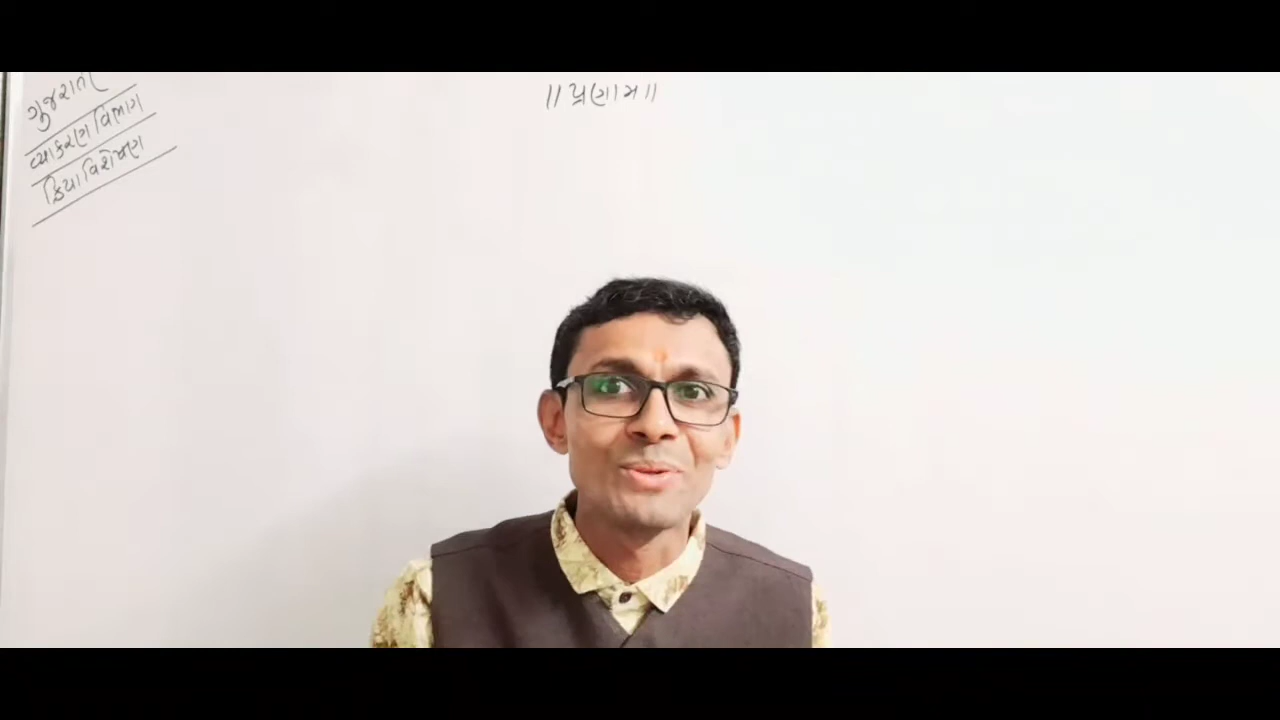 ॥ પ્રણામ ॥
ગુજરાતી
વ્યાકરણ વિભાગ
ક્રિયાવિશેષણ